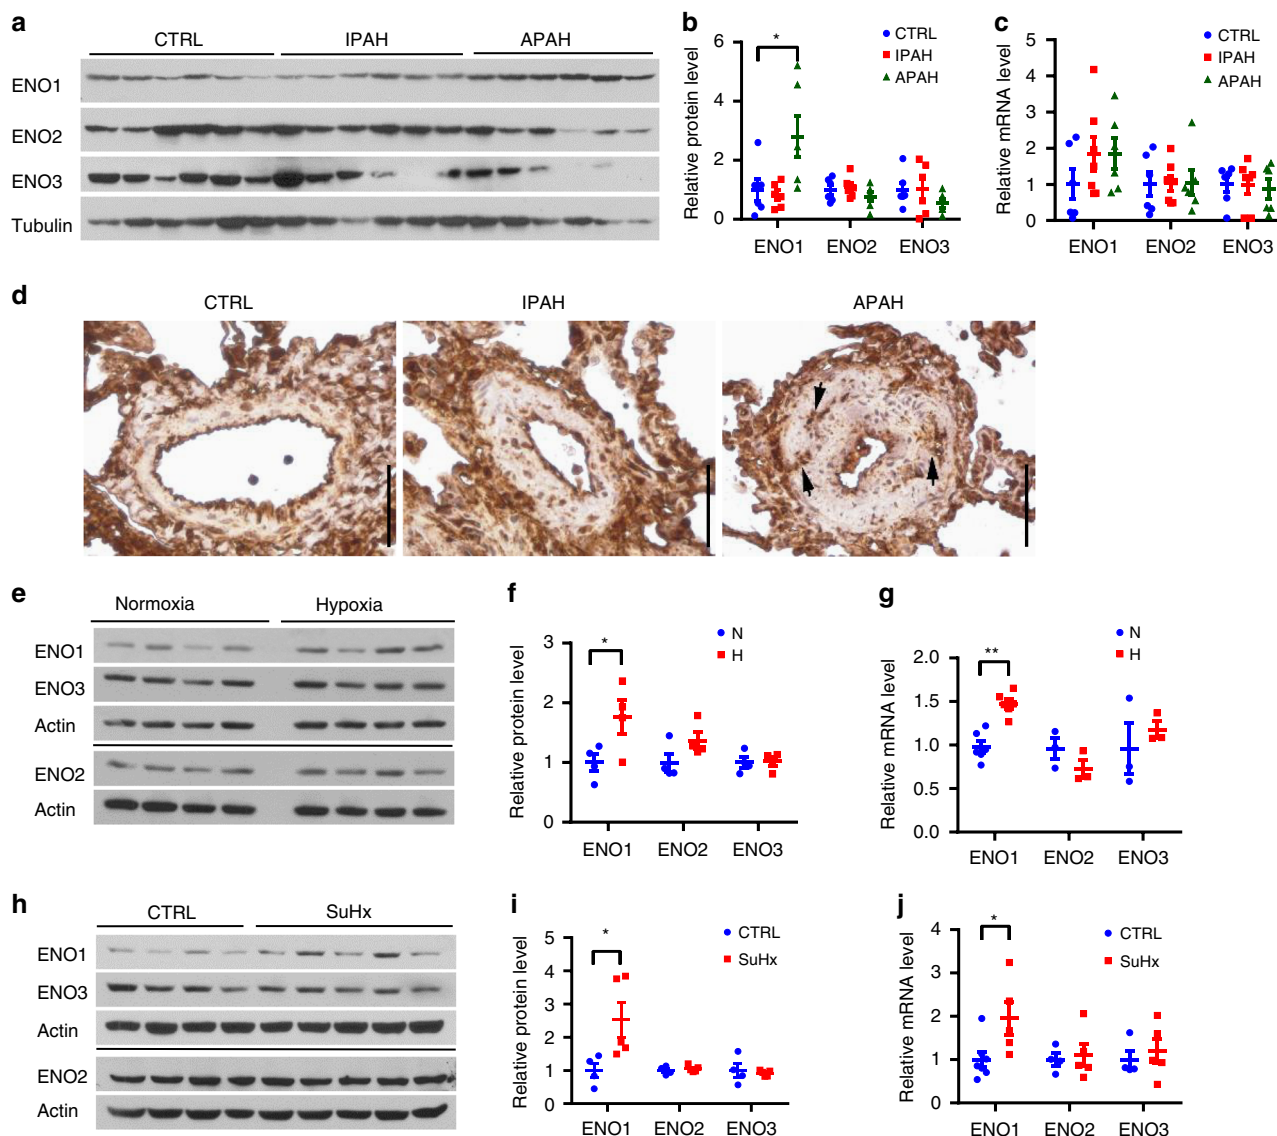 a
CTRL IPAH APAH
ENO1
ENO2
ENO3
Tubulin
b
CTRL
IPAH
APAH
*
Relative protein level
6
4
2
0
ENO1 ENO2 ENO3
c
CTRL
IPAH
APAH
Relative mRNA level
5
4
3
2
1
0
ENO1 ENO2 ENO3
d
CTRL IPAH APAH
e
Normoxia Hypoxia
ENO1
ENO3
Actin
ENO2
Actin
f
N
H
*
Relative protein level
3
2
1
0
ENO1 ENO2 ENO3
g
N
H
**
Relative mRNA level
2.0
1.5
1.0
0.5
0.0
ENO1 ENO2 ENO3
h
CTRL SuHx
ENO1
ENO3
Actin
ENO2
Actin
i
CTRL
SuHx
*
Relative protein level
5
4
3
2
1
0
ENO1 ENO2 ENO3
j
CTRL
SuHx
*
Relative mRNA level
4
3
2
1
0
ENO1 ENO2 ENO3